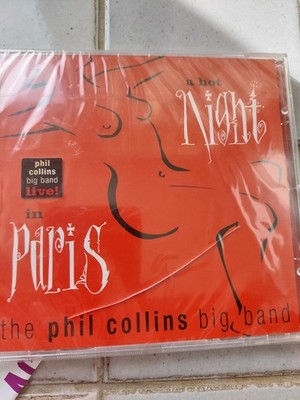 a hot
Night
phil
collins
big band
live!
in
Paris
the phil collins big band